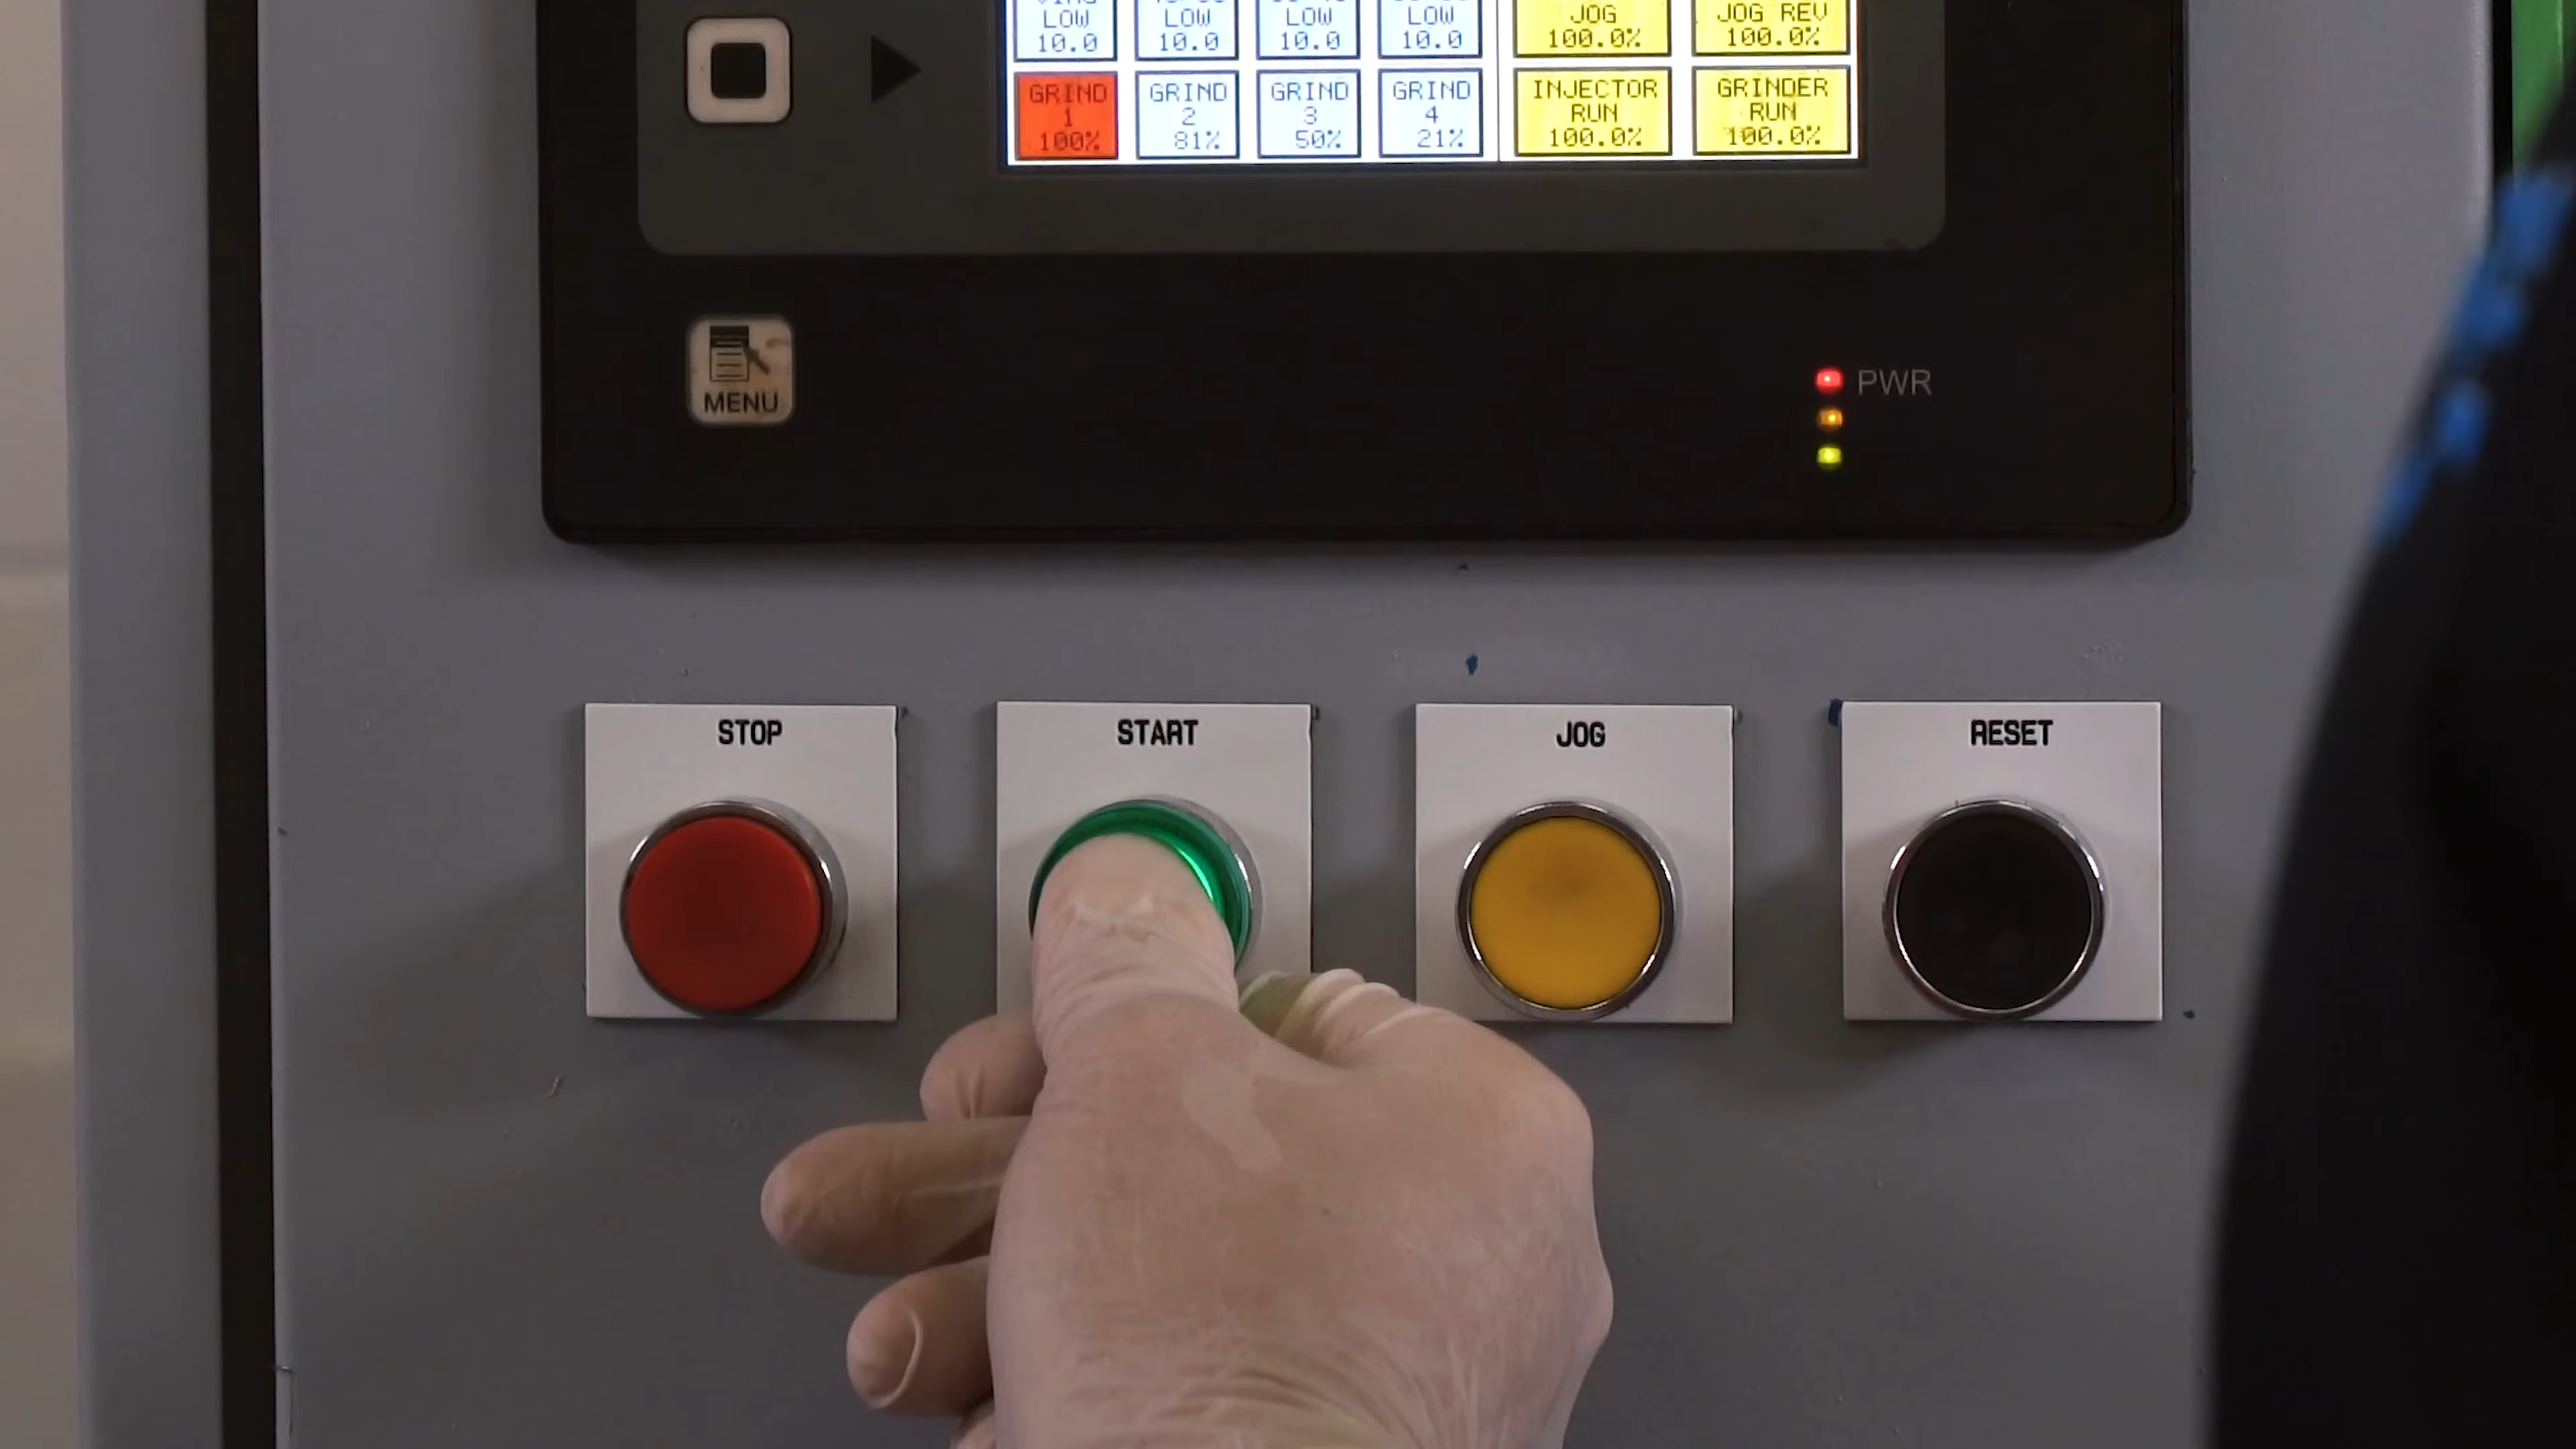 LOW
10.0
LOW
10.0
LOW
10.0
LOW
10.0
JOG
100.0%
JOG REV
100.0%
GRIND
1
100%
GRIND
2
81%
GRIND
3
50%
GRIND
4
21%
INJECTOR
RUN
100.0%
GRINDER
RUN
100.0%
MENU
PWR
STOP
START
JOG
RESET